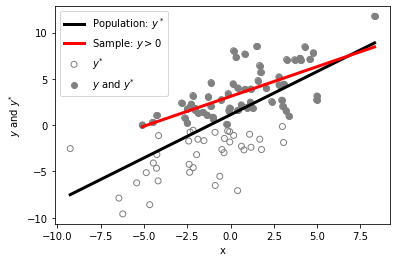 Population: y*
Sample: y > 0
y*
y and y*
y and y*
10
5
0
−5
−10
−10.0 −7.5 −5.0 −2.5 0.0 2.5 5.0 7.5
x